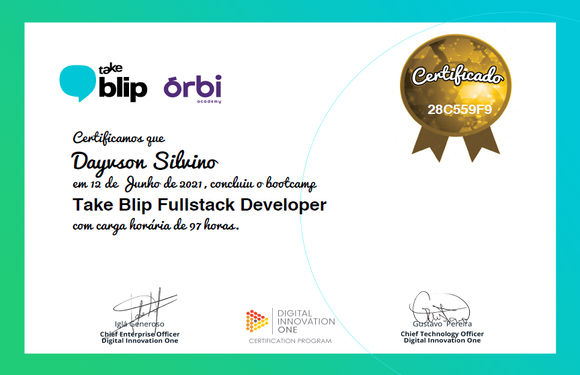 take
blip
órbi
academy
Certificado
28C559F9
Certificamos que
Dayvson Silvino
em 12 de Junho de 2021, concluiu o bootcamp
Take Blip Fullstack Developer
com carga horária de 97 horas.
Iglá Generoso
Chief Enterprise Officer
Digital Innovation One
DIGITAL
INNOVATION
ONE
CERTIFICATION PROGRAM
Gustavo Pereira
Chief Technology Officer
Digital Innovation One